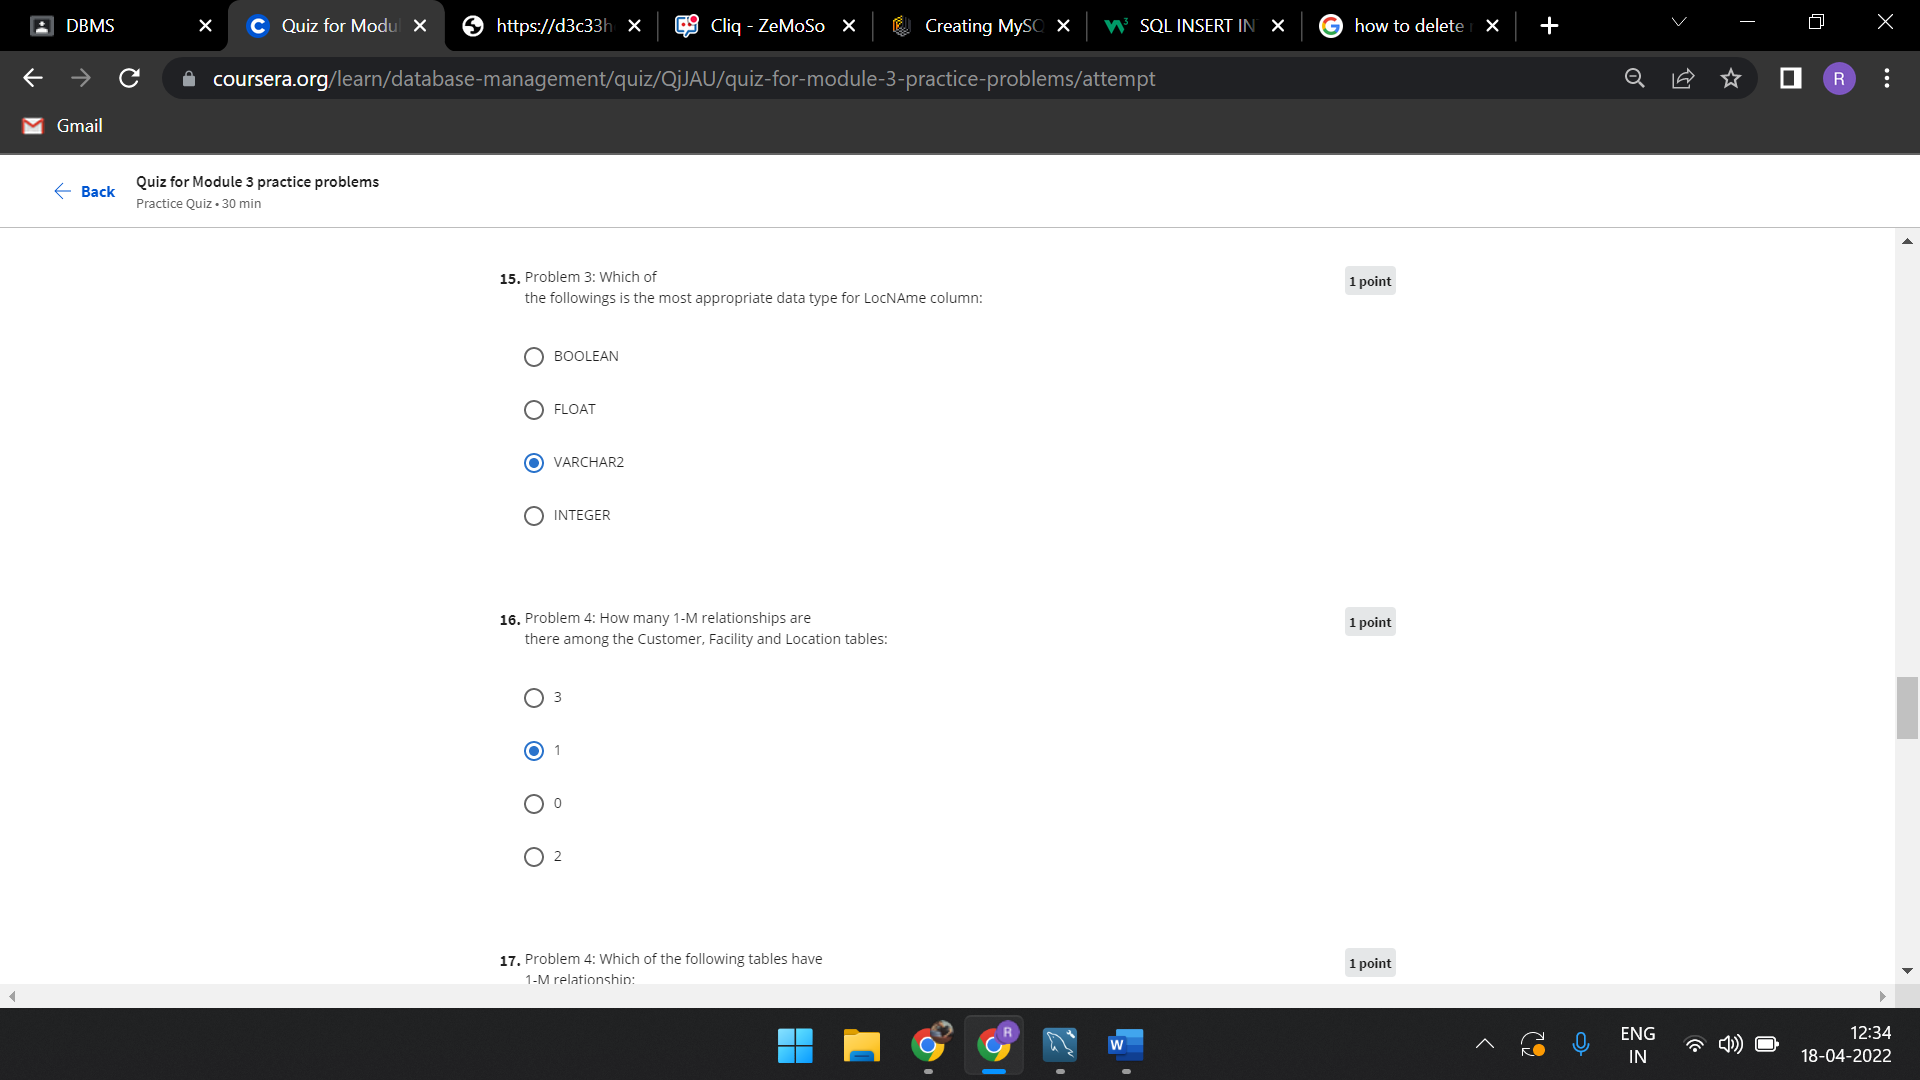 DBMS
Quiz for Modul
https://d3c33h
Cliq - ZeMoSo
Creating MySQ
SQL INSERT IN
how to delete
coursera.org/learn/database-management/quiz/QjJAU/quiz-for-module-3-practice-problems/attempt
R
Gmail
Back
Quiz for Module 3 practice problems
Practice Quiz • 30 min
15. Problem 3: Which of
the followings is the most appropriate data type for LocNAme column:
1 point
BOOLEAN
FLOAT
VARCHAR2
INTEGER
16. Problem 4: How many 1-M relationships are
there among the Customer, Facility and Location tables:
1 point
3
1
0
2
17. Problem 4: Which of the following tables have
1-M relationship:
1 point
R
W
ENG
IN
12:34
18-04-2022